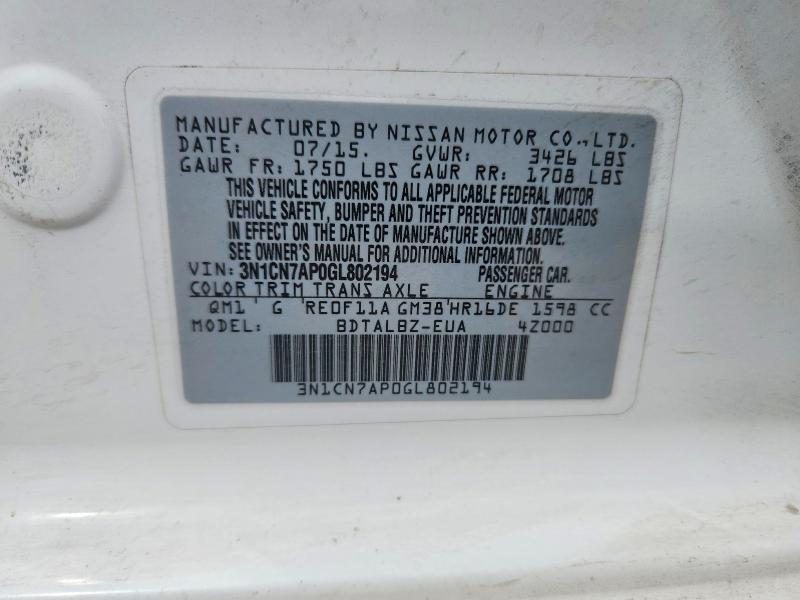 MANUFACTURED BY NISSAN MOTOR CO.,LTD.
DATE: 07/15. GVWR: 3426 LBS
GAWR FR: 1750 LBS GAWR RR: 1708 LBS
THIS VEHICLE CONFORMS TO ALL APPLICABLE FEDERAL MOTOR
VEHICLE SAFETY, BUMPER AND THEFT PREVENTION STANDARDS
IN EFFECT ON THE DATE OF MANUFACTURE SHOWN ABOVE.
SEE OWNER'S MANUAL FOR ADDITIONAL INFORMATION.
VIN: 3N1CN7AP0GL802194 PASSENGER CAR.
COLOR TRIM TRANS AXLE ENGINE
QM1 ' G 'RE0F11A GM38'HR16DE 1598 CC
MODEL: BDTALBZ-EUA 4Z000
3N1CN7AP0GL802194